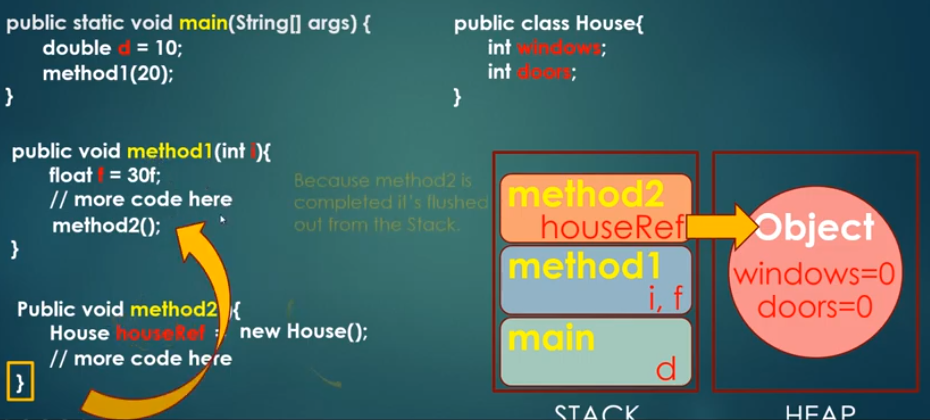 public static void main(String[] args) {
double d = 10;
method1(20);
}
public void method1(int i){
float f = 30f;
// more code here
method2();
}
Public void method2 {
House houseRef = new House();
// more code here
}
public class House{
int windows;
int doors;
}
Because method2 is
completed it's flushed
out from the Stack.
method2
houseRef
method1
i, f
main
d
STACK
Object
windows=0
doors=0
HEAP